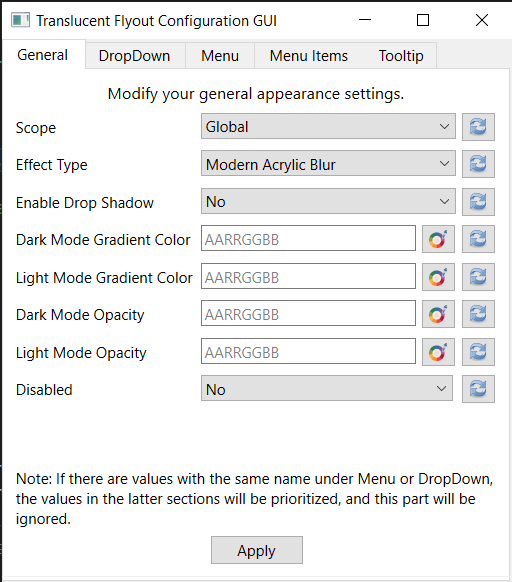 Translucent Flyout Configuration GUI
General DropDown Menu Menu Items Tooltip
Modify your general appearance settings.
Scope Global
Effect Type Modern Acrylic Blur
Enable Drop Shadow No
Dark Mode Gradient Color AARRGGBB
Light Mode Gradient Color AARRGGBB
Dark Mode Opacity AARRGGBB
Light Mode Opacity AARRGGBB
Disabled No
Note: If there are values with the same name under Menu or DropDown,
the values in the latter sections will be prioritized, and this part will be
ignored.
Apply